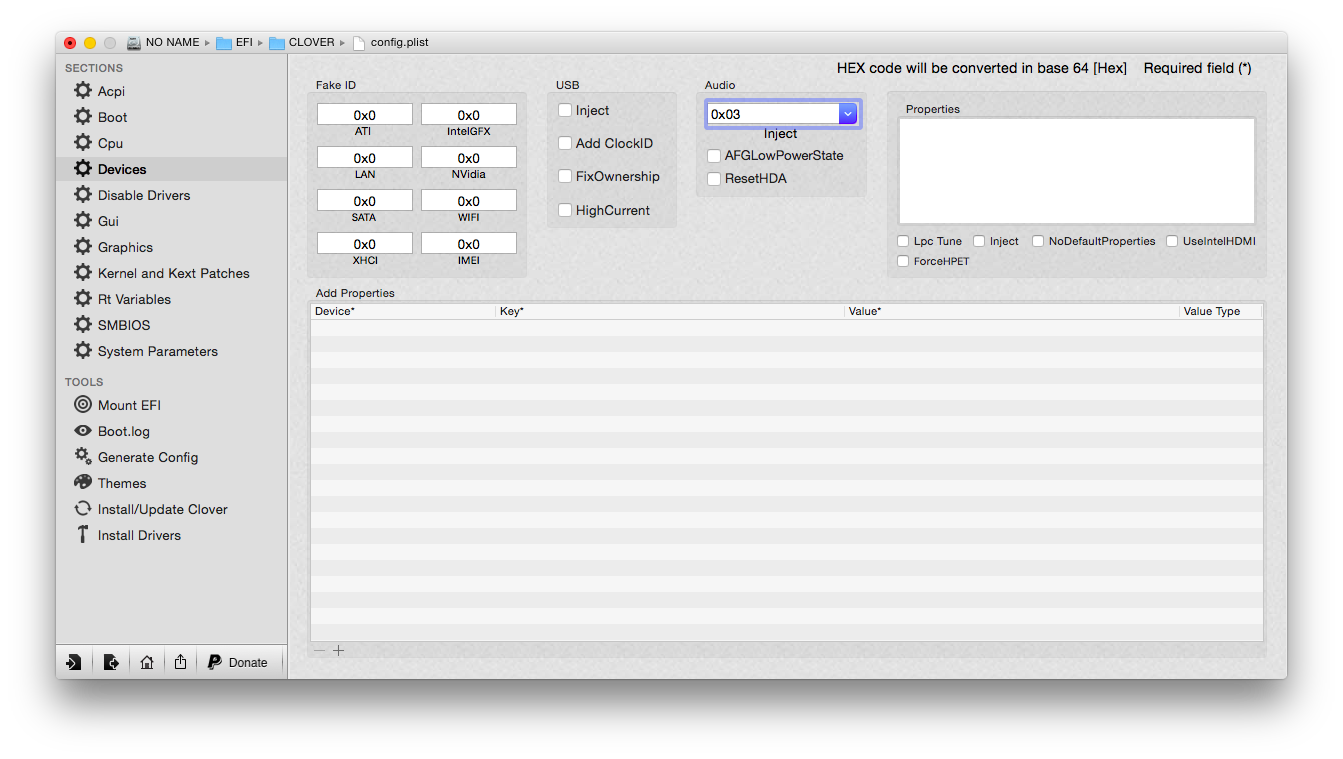 NO NAME EFI CLOVER config.plist
SECTIONS
Acpi
Boot
Cpu
Devices
Disable Drivers
Gui
Graphics
Kernel and Kext Patches
Rt Variables
SMBIOS
System Parameters
TOOLS
Mount EFI
Boot.log
Generate Config
Themes
Install/Update Clover
Install Drivers
Donate
HEX code will be converted in base 64 [Hex] Required field (*)
Fake ID
0x0 0x0
ATI IntelGFX
0x0 0x0
LAN NVidia
0x0 0x0
SATA WIFI
0x0 0x0
XHCI IMEI
USB
Inject
Add ClockID
FixOwnership
HighCurrent
Audio
0x03
Inject
AFGLowPowerState
ResetHDA
Properties
Lpc Tune Inject NoDefaultProperties UseIntelHDMI
ForceHPET
Add Properties
Device* Key* Value* Value Type